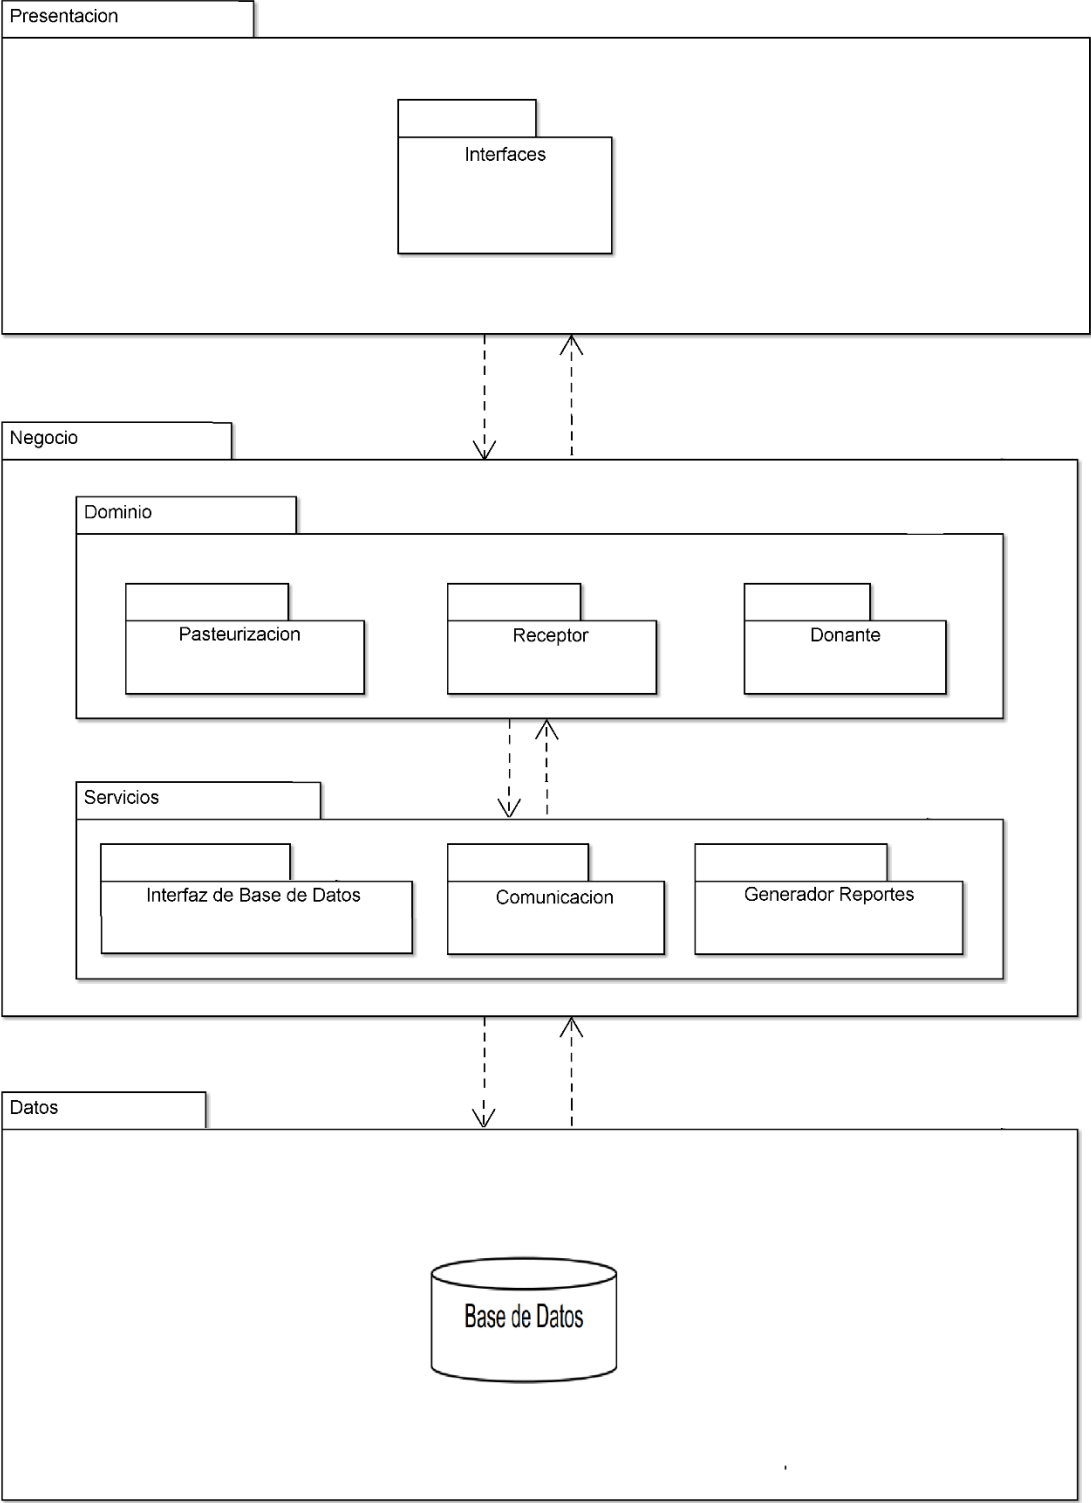 Presentacion
Interfaces
Negocio
Dominio
Pasteurizacion
Receptor
Donante
Servicios
Interfaz de Base de Datos
Comunicacion
Generador Reportes
Datos
Base de Datos